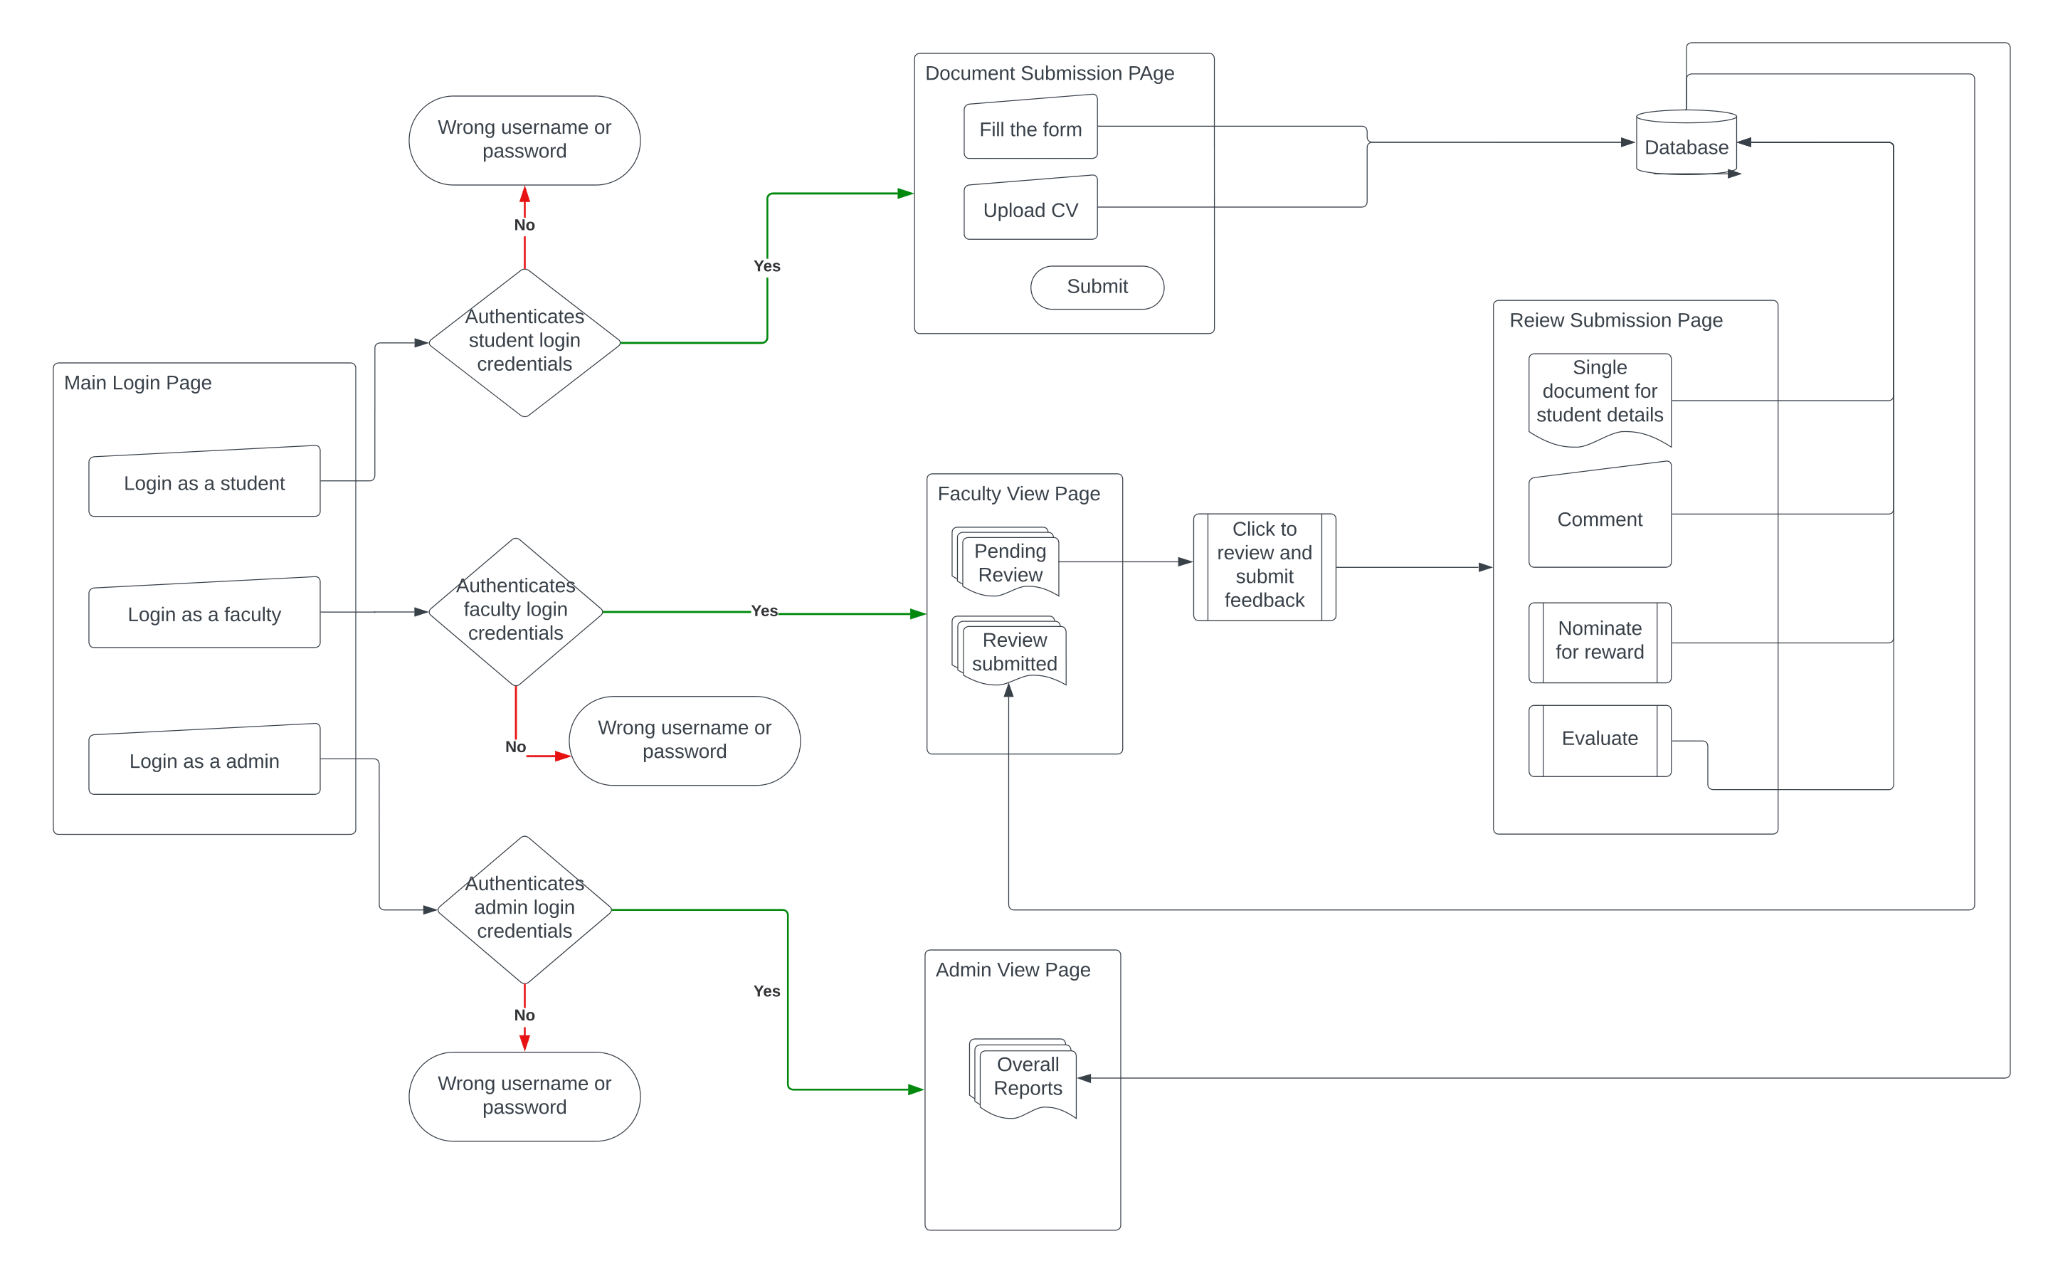 Document Submission PAge
Fill the form
Upload CV
Submit
Database
Wrong username or
password
No
Yes
Authenticates
student login
credentials
Main Login Page
Login as a student
Login as a faculty
Login as a admin
Authenticates
faculty login
credentials
Yes
No
Wrong username or
password
Authenticates
admin login
credentials
Yes
No
Wrong username or
password
Faculty View Page
Pending
Review
Review
submitted
Click to
review and
submit
feedback
Reiew Submission Page
Single
document for
student details
Comment
Nominate
for reward
Evaluate
Admin View Page
Overall
Reports